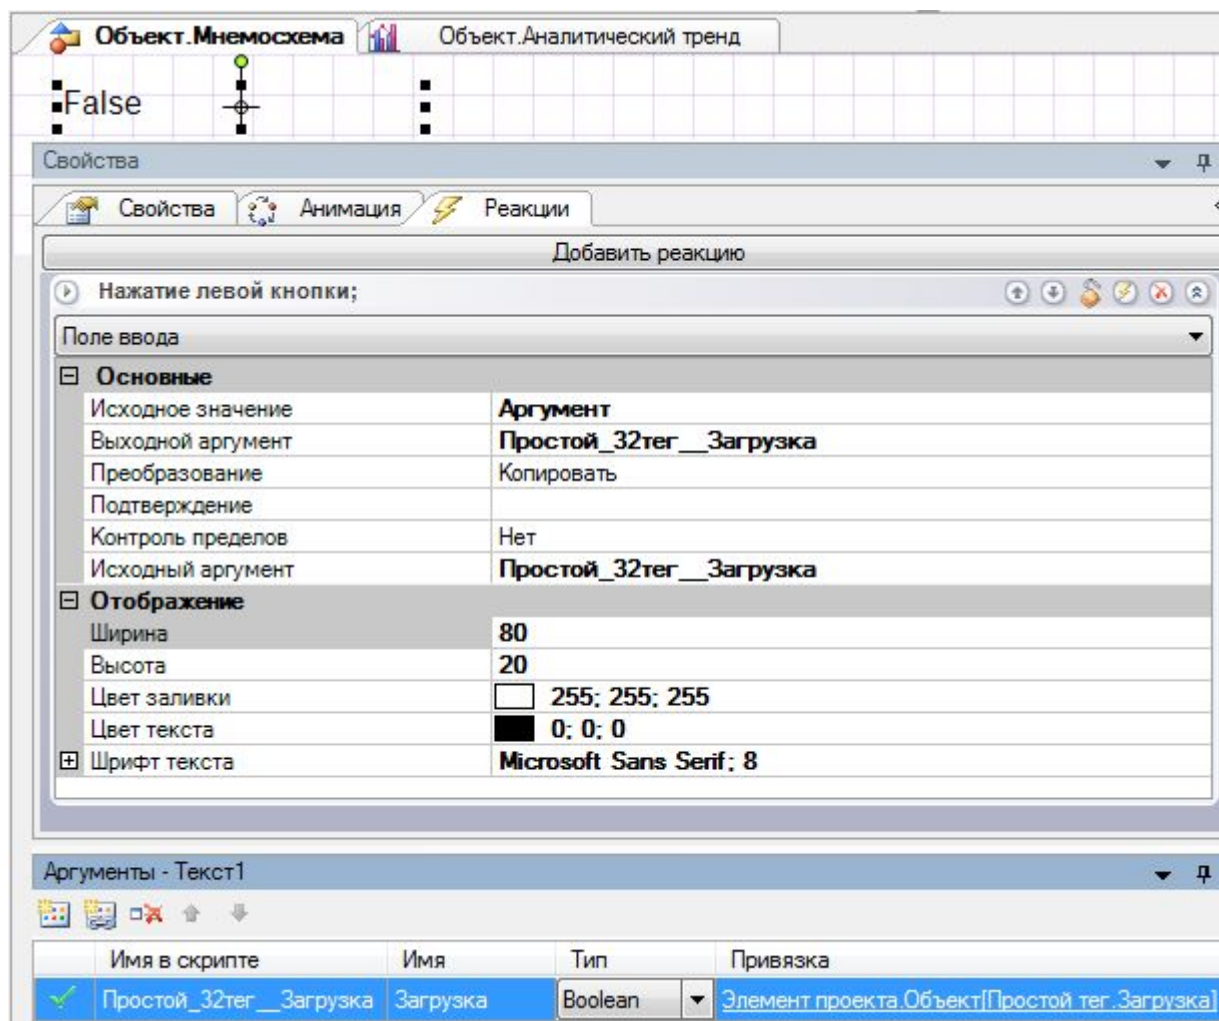 Объект.Мнемосхема Объект.Аналитический тренд
False
Свойства
Свойства Анимация Реакции
Добавить реакцию
Нажатие левой кнопки;
Поле ввода
Основные
Исходное значение Аргумент
Выходной аргумент Простой_32тег__Загрузка
Преобразование Копировать
Подтверждение
Контроль пределов Нет
Исходный аргумент Простой_32тег__Загрузка
Отображение
Ширина 80
Высота 20
Цвет заливки 255; 255; 255
Цвет текста 0; 0; 0
Шрифт текста Microsoft Sans Serif; 8
Аргументы - Текст1
Имя в скрипте Имя Тип Привязка
Простой_32тег__Загрузка Загрузка Boolean Элемент проекта.Объект[Простой тег.Загрузка]